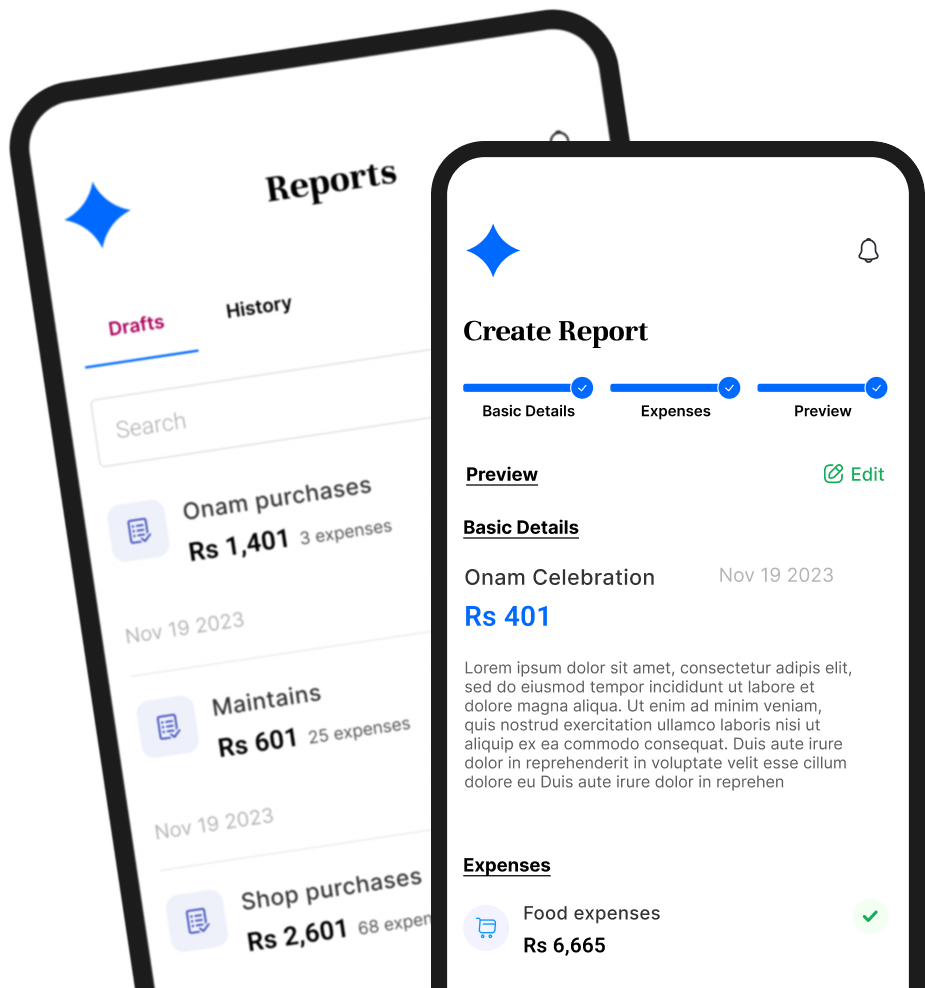 Reports
Drafts
History
Search
Onam purchases
Rs 1,401 3 expenses
Nov 19 2023
Maintains
Rs 601 25 expenses
Nov 19 2023
Shop purchases
Rs 2,601 68
Create Report
Basic Details
Expenses
Preview
Preview
Edit
Basic Details
Onam Celebration
Nov 19 2023
Rs 401
Lorem ipsum dolor sit amet, consectetur adipis elit,
sed do eiusmod tempor incididunt ut labore et
dolore magna aliqua. Ut enim ad minim veniam,
quis nostrud exercitation ullamco laboris nisi ut
aliquip ex ea commodo consequat. Duis aute irure
dolor in reprehenderit in voluptate velit esse cillum
dolore eu Duis aute irure dolor in reprehen
Expenses
Food expenses
Rs 6,665